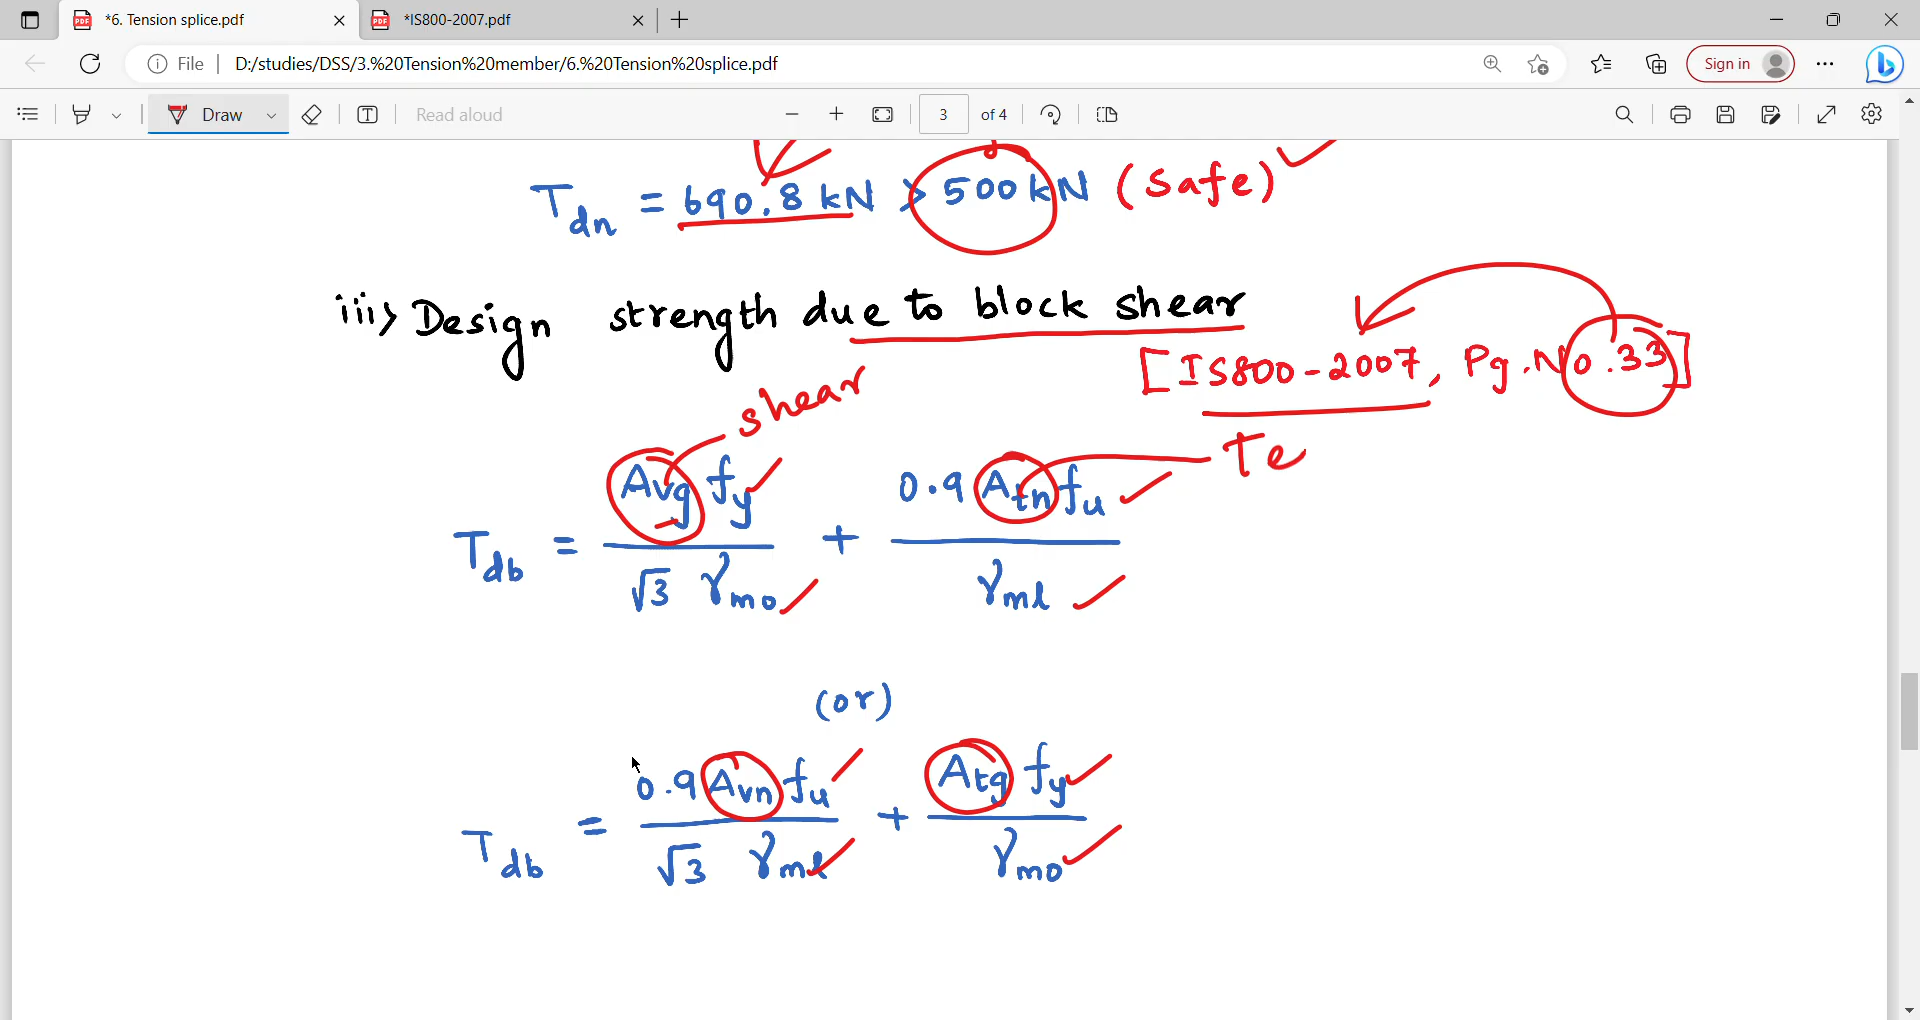 *6. Tension splice.pdf
*IS800-2007.pdf
File | D:/studies/DSS/3.%20Tension%20member/6.%20Tension%20splice.pdf
Sign in
Draw
Read aloud
3 of 4
Tdn = 690.8 kN > 500 kN (safe)
iii) Design strength due to block shear
[IS800-2007, Pg.No.33]
shear
Te
Tdb = Avg fy / √3 γmo + 0.9 Atn fu / γml
(or)
Tdb = 0.9 Avn fu / √3 γml + Atg fy / γmo